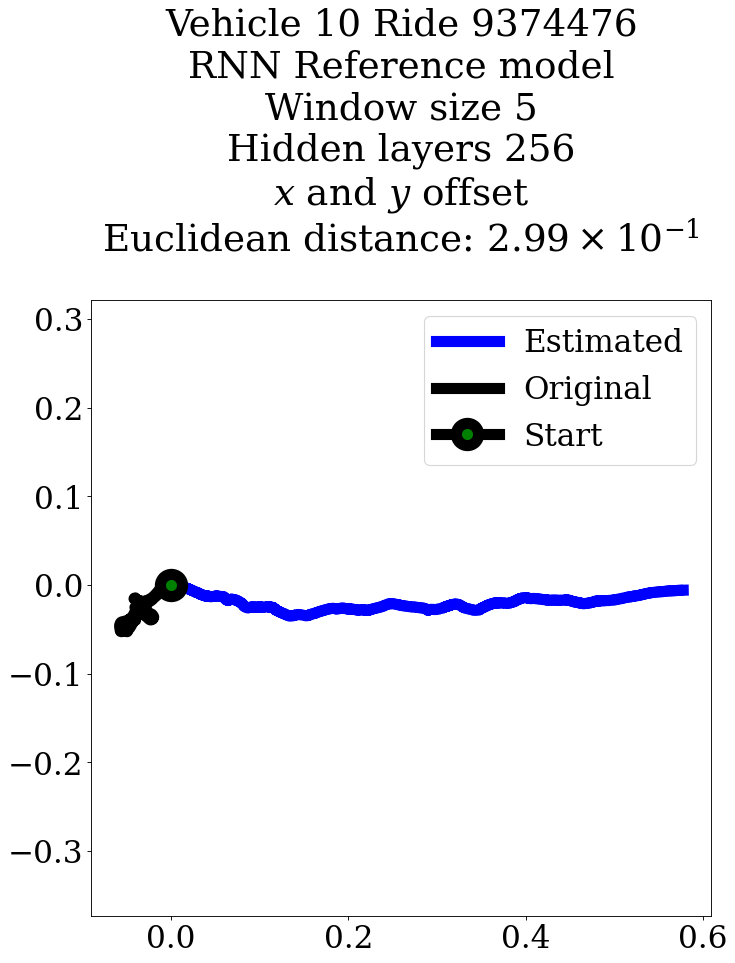 Vehicle 10 Ride 9374476
RNN Reference model
Window size 5
Hidden layers 256
x and y offset
Euclidean distance: 2.99 × 10⁻¹
Estimated
Original
Start
0.3
0.2
0.1
0.0
−0.1
−0.2
−0.3
0.0 0.2 0.4 0.6